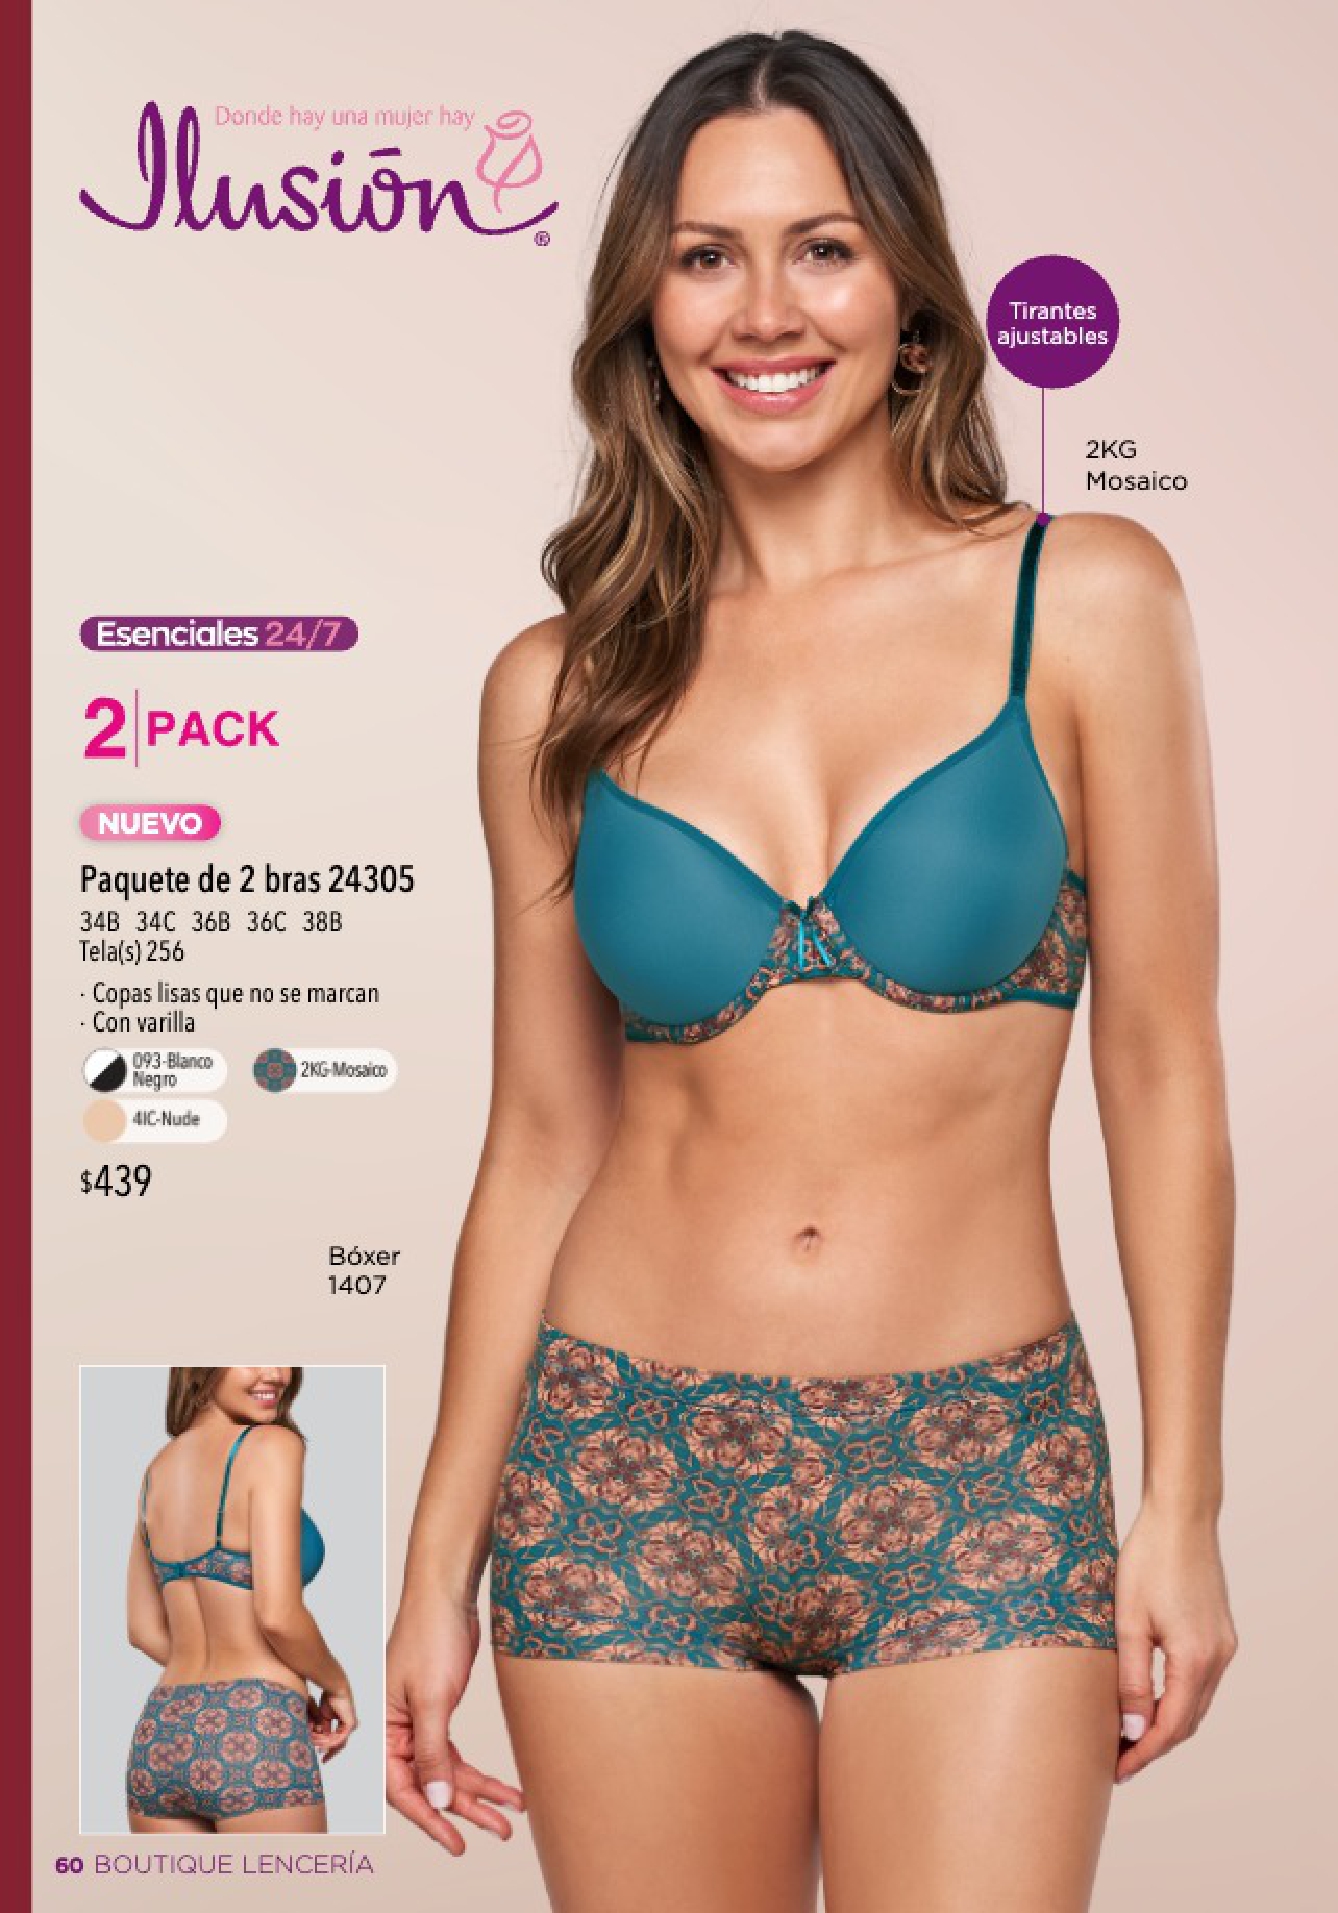 Donde hay una mujer hay
Ilusión
®
Tirantes
ajustables
2KG
Mosaico
Esenciales 24/7
2 PACK
NUEVO
Paquete de 2 bras 24305
34B 34C 36B 36C 38B
Tela(s) 256
· Copas lisas que no se marcan
· Con varilla
093-Blanco
Negro
2KG-Mosaico
4IC-Nude
$439
Bóxer
1407
60 BOUTIQUE LENCERÍA